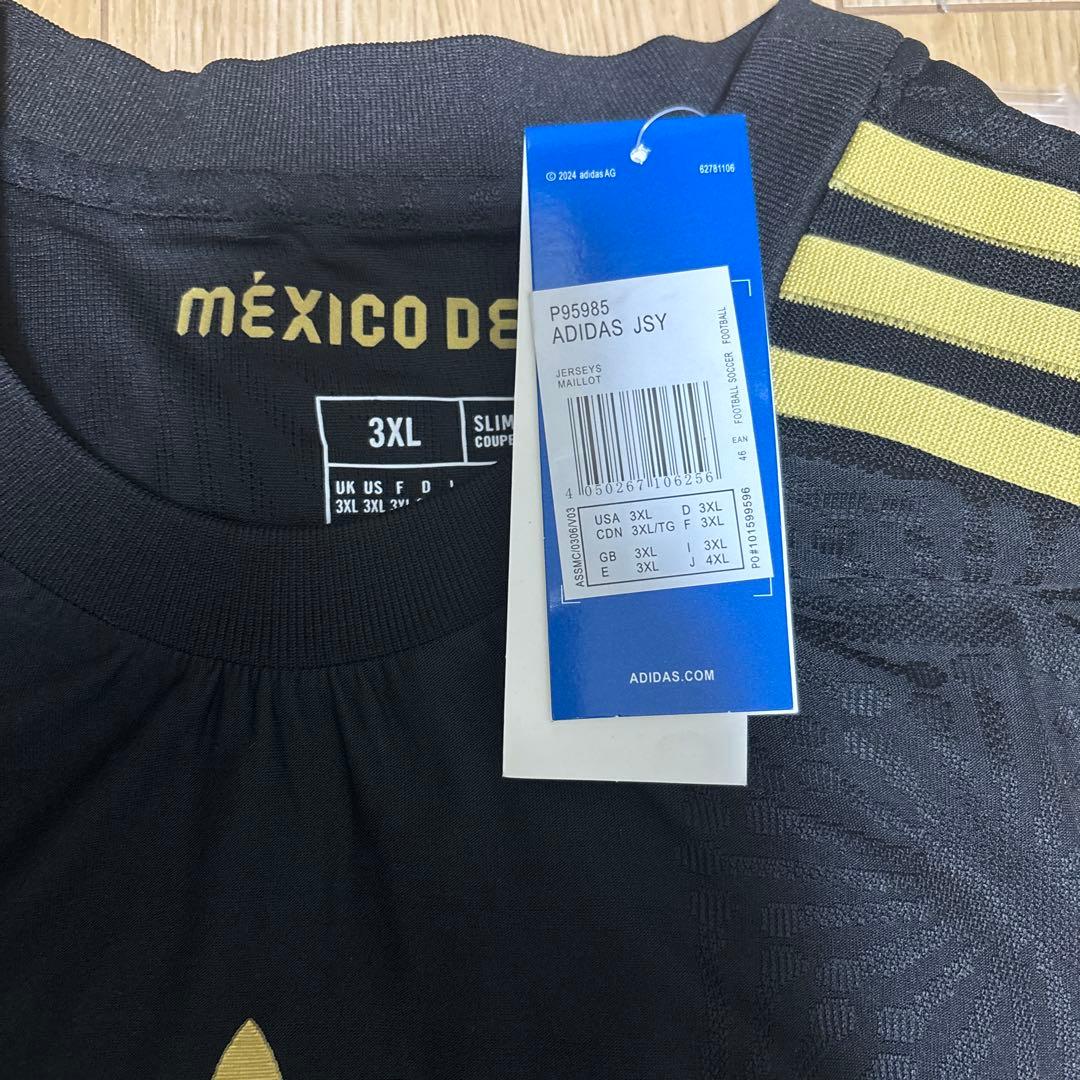 MÉXICO DE
3XL
SLIM
COUPE
UK US F D
3XL 3XL 3XL
© 2024 adidas AG
62781106
P95985
ADIDAS JSY
JERSEYS
MAILLOT
4 050267 106256
46 EAN FOOTBALL SOCCER FOOTBALL
ASSMC/0306/V03
USA 3XL D 3XL
CDN 3XL/TG F 3XL
GB 3XL I 3XL
E 3XL J 4XL
PO#101599596
ADIDAS.COM